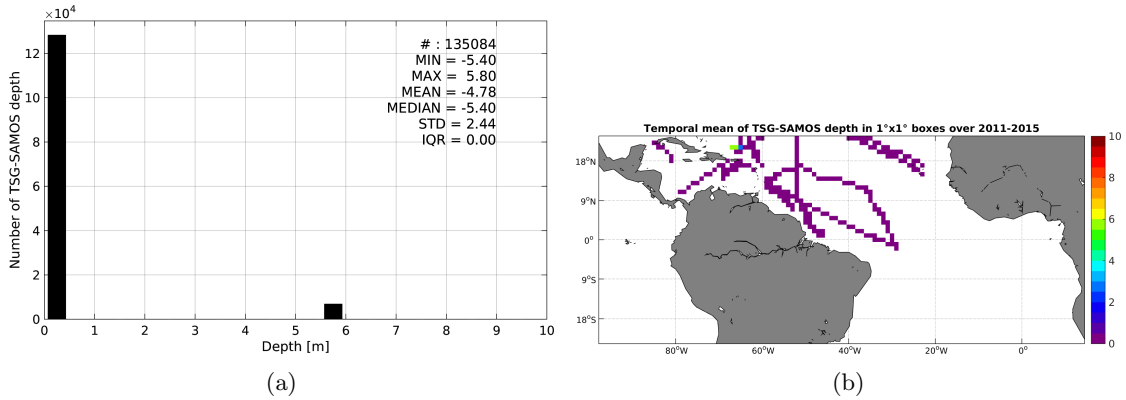 ×10⁴
12
10
8
6
4
2
0
Number of TSG-SAMOS depth
# : 135084
MIN = -5.40
MAX = 5.80
MEAN = -4.78
MEDIAN = -5.40
STD = 2.44
IQR = 0.00
0 1 2 3 4 5 6 7 8 9 10
Depth [m]
(a)
Temporal mean of TSG-SAMOS depth in 1°x1° boxes over 2011-2015
18°N
9°N
0°
9°S
18°S
80°W 60°W 40°W 20°W 0°
10
8
6
4
2
0
(b)